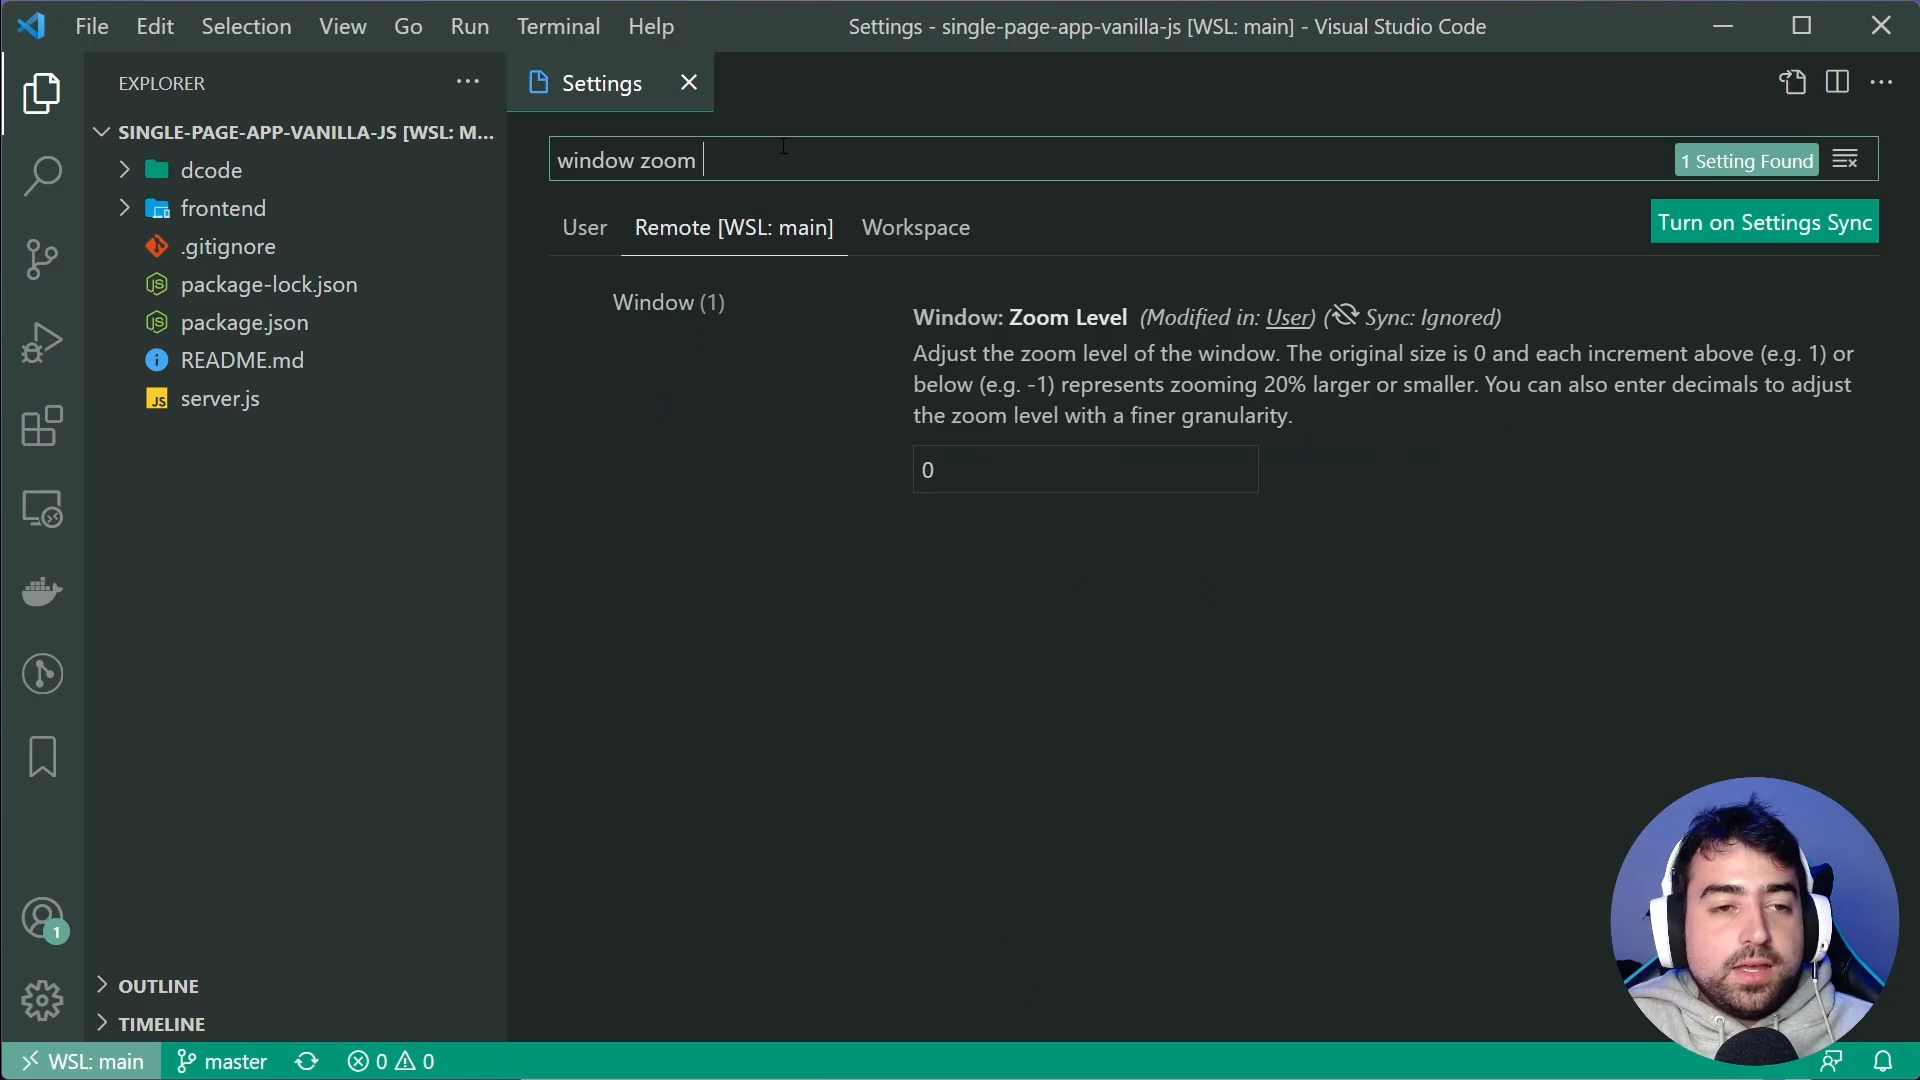 File Edit Selection View Go Run Terminal Help
Settings - single-page-app-vanilla-js [WSL: main] - Visual Studio Code
EXPLORER
SINGLE-PAGE-APP-VANILLA-JS [WSL: M...
dcode
frontend
.gitignore
JS package-lock.json
JS package.json
README.md
JS server.js
OUTLINE
TIMELINE
Settings
window zoom
1 Setting Found
User Remote [WSL: main] Workspace
Turn on Settings Sync
Window (1)
Window: Zoom Level (Modified in: User) ( Sync: Ignored)
Adjust the zoom level of the window. The original size is 0 and each increment above (e.g. 1) or
below (e.g. -1) represents zooming 20% larger or smaller. You can also enter decimals to adjust
the zoom level with a finer granularity.
0
1
WSL: main master 0 0